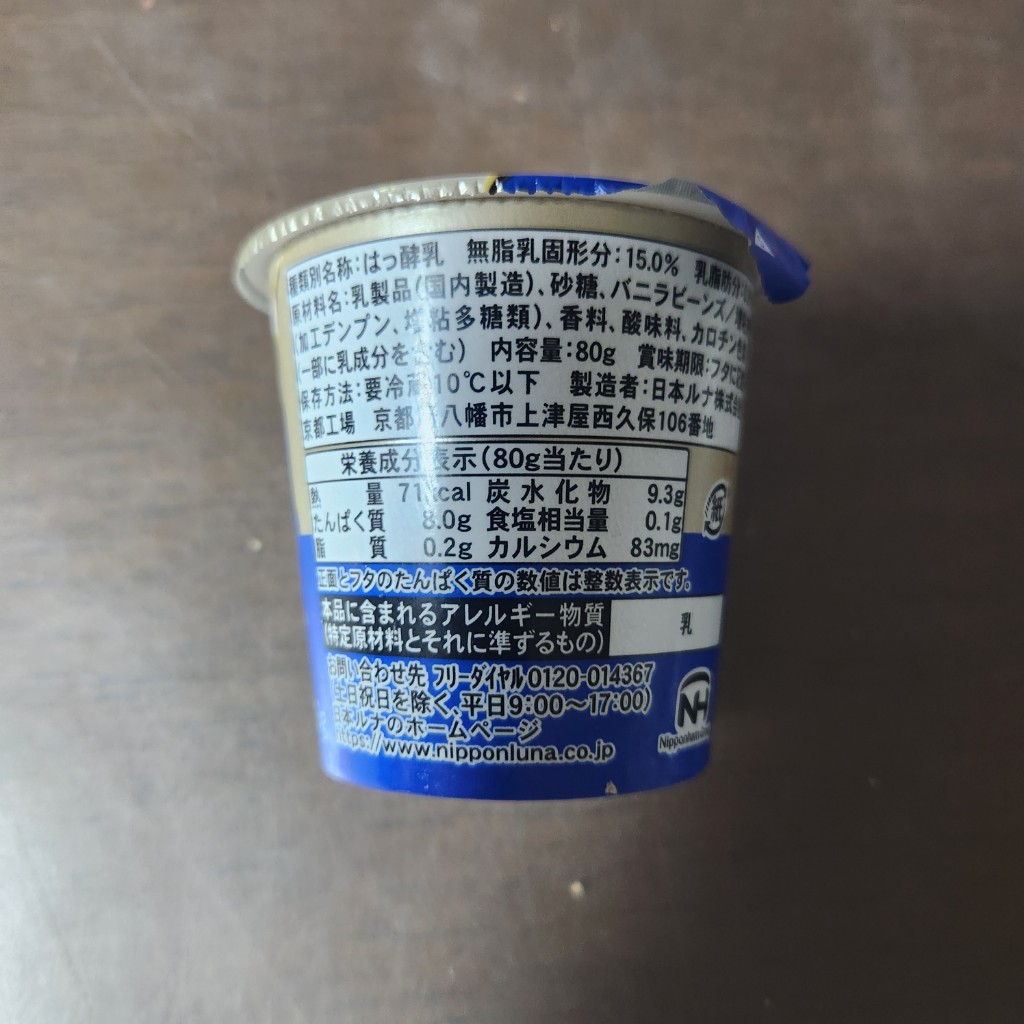 種類別名称:はっ酵乳 無脂乳固形分:15.0% 乳脂肪分:
原材料名:乳製品(国内製造)、砂糖、バニラビーンズ/増粘
(加工デンプン、増粘多糖類)、香料、酸味料、カロチン色
(一部に乳成分を含む) 内容量:80g 賞味期限:フタに記
保存方法:要冷蔵10℃以下 製造者:日本ルナ株式会
京都工場 京都府八幡市上津屋西久保106番地
栄養成分表示(80g当たり)
熱量 71kcal 炭水化物 9.3g
たんぱく質 8.0g 食塩相当量 0.1g
脂質 0.2g カルシウム 83mg
紙
正面とフタのたんぱく質の数値は整数表示です。
本品に含まれるアレルギー物質
(特定原材料とそれに準ずるもの)
乳
お問い合わせ先 フリーダイヤル0120-014367
(土日祝日を除く、平日9:00〜17:00)
日本ルナのホームページ
https://www.nipponluna.co.jp
NH
Nipponham